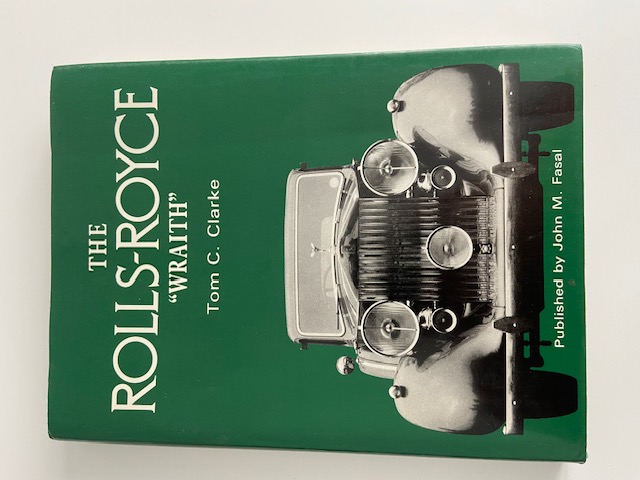 THE
ROLLS-ROYCE
"WRAITH"
Tom C. Clarke
Published by John M. Fasal